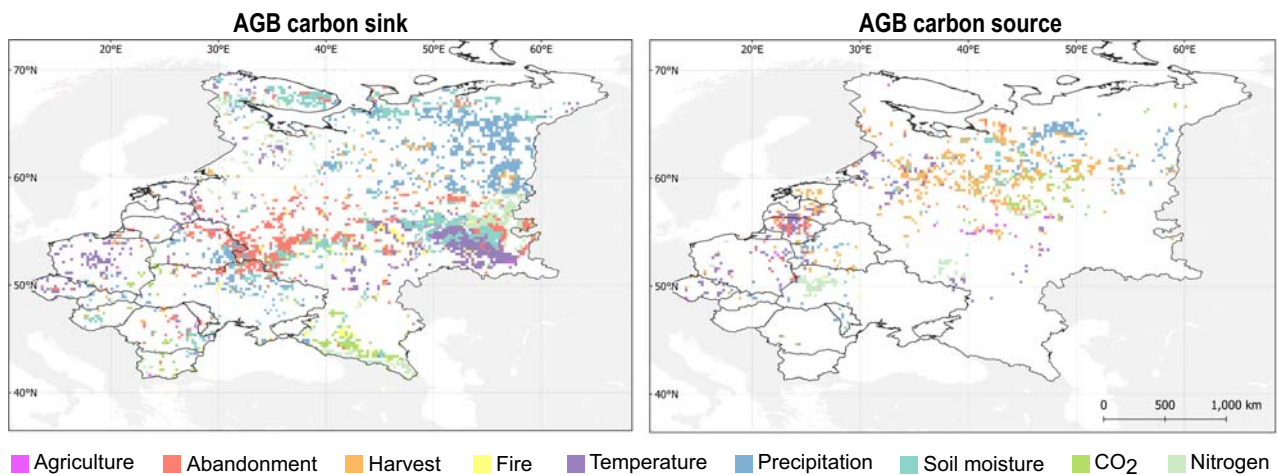 AGB carbon sink
AGB carbon source
20°E 30°E 40°E 50°E 60°E
20°E 30°E 40°E 50°E 60°E
70°N
70°N
60°N
60°N
50°N
50°N
40°N
40°N
0 500 1,000 km
Agriculture Abandonment Harvest Fire Temperature Precipitation Soil moisture CO2 Nitrogen